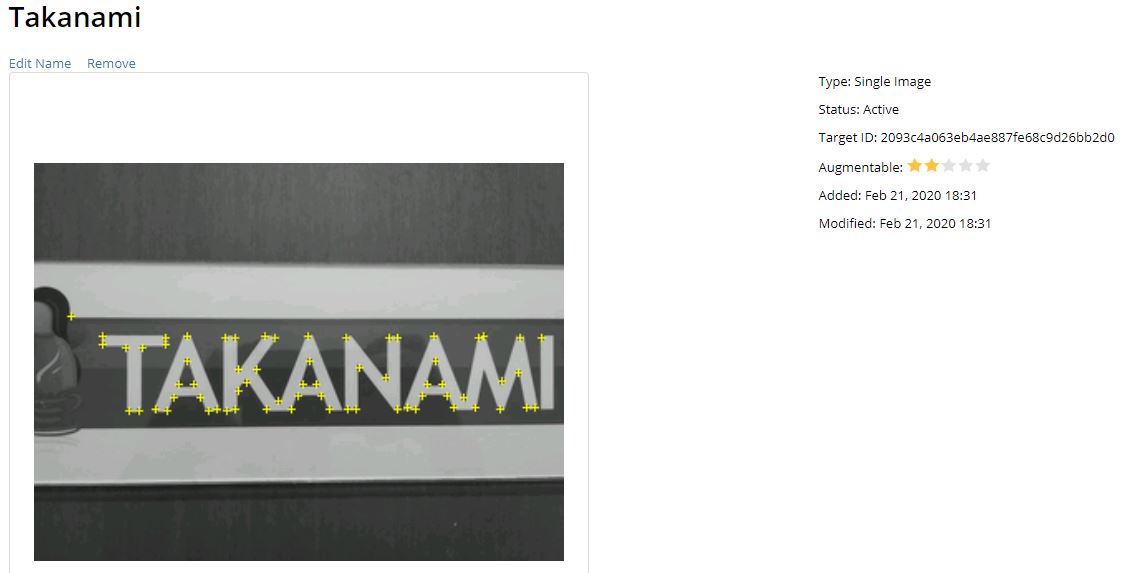 Takanami
Edit Name Remove
Type: Single Image
Status: Active
Target ID: 2093c4a063eb4ae887fe68c9d26bb2d0
Augmentable:
Added: Feb 21, 2020 18:31
Modified: Feb 21, 2020 18:31
TAKANAMI